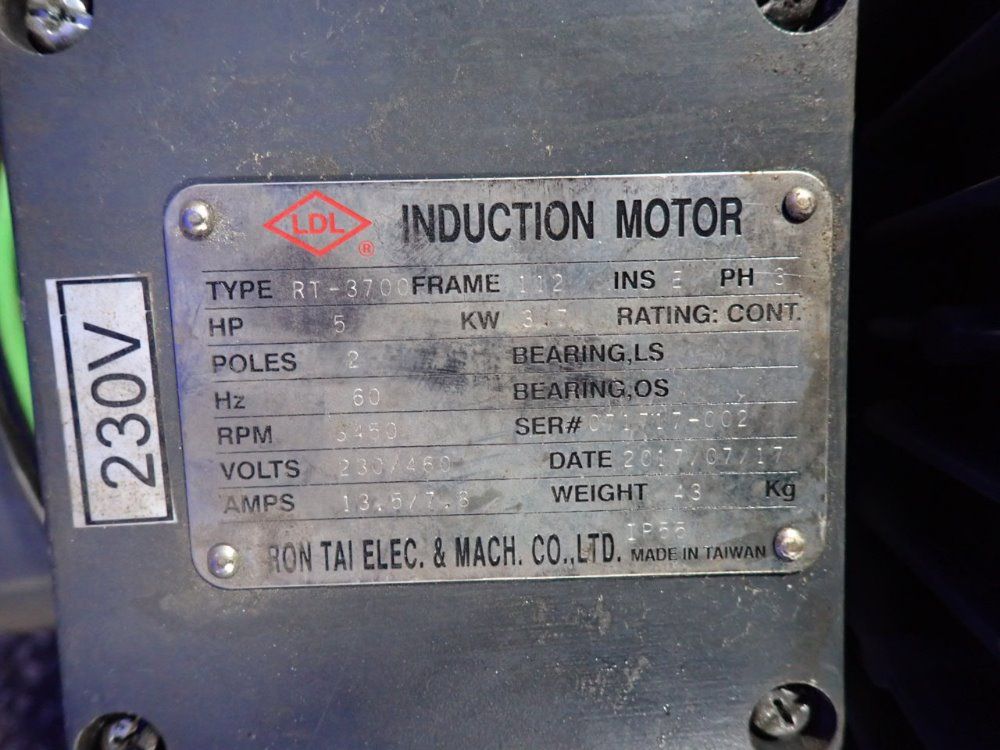 LDL ® INDUCTION MOTOR
TYPE RT-3700 FRAME 112 INS E PH 3
HP 5 KW 3.7 RATING: CONT.
POLES 2 BEARING,LS
Hz 60 BEARING,OS
RPM 3450 SER# 071717-002
VOLTS 230/460 DATE 2017/07/17
AMPS 13.5/7.8 WEIGHT 43 Kg
RON TAI ELEC. & MACH. CO.,LTD. MADE IN TAIWAN
230V